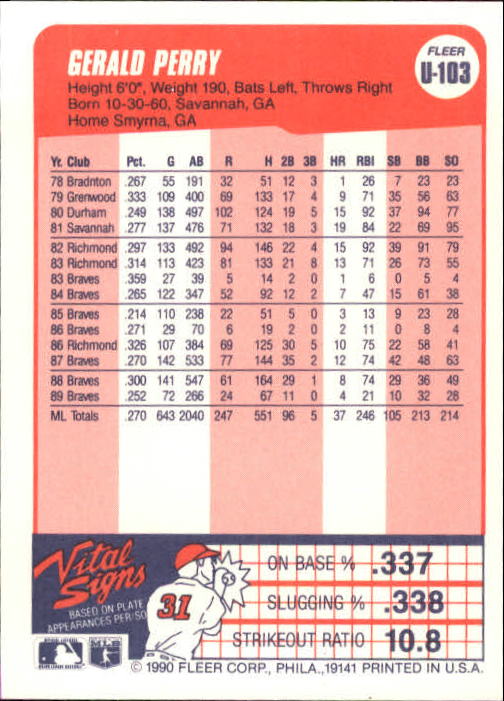 FLEER
U-103
GERALD PERRY
Height 6'0", Weight 190, Bats Left, Throws Right
Born 10-30-60, Savannah, GA
Home Smyrna, GA
Yr. Club Pct. G AB R H 2B 3B HR RBI SB BB SO
78 Bradnton .267 55 191 32 51 12 3 1 26 7 23 23
79 Grenwood .333 109 400 69 133 17 4 9 71 35 56 63
80 Durham .249 138 497 102 124 19 5 15 92 37 94 77
81 Savannah .277 137 476 71 132 18 3 19 84 22 69 95
82 Richmond .297 133 492 94 146 22 4 15 92 39 91 79
83 Richmond .314 113 423 81 133 21 8 13 71 26 73 55
83 Braves .359 27 39 5 14 2 0 1 6 0 5 4
84 Braves .265 122 347 52 92 12 2 7 47 15 61 38
85 Braves .214 110 238 22 51 5 0 3 13 9 23 28
86 Braves .271 29 70 6 19 2 0 2 11 0 8 4
86 Richmond .326 107 384 69 125 30 5 10 75 22 58 41
87 Braves .270 142 533 77 144 35 2 12 74 42 48 63
88 Braves .300 141 547 61 164 29 1 8 74 29 36 49
89 Braves .252 72 266 24 67 11 0 4 21 10 32 28
ML Totals .270 643 2040 247 551 96 5 37 246 105 213 214
Vital
Signs
BASED ON PLATE
APPEARANCES PER/SO
31
ON BASE % .337
SLUGGING % .338
STRIKEOUT RATIO 10.8
© 1990 FLEER CORP., PHILA., 19141 PRINTED IN U.S.A.